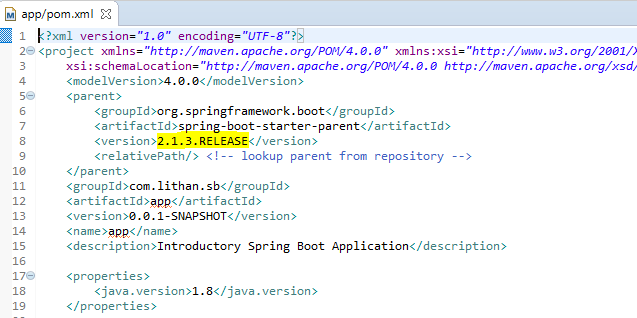 app/pom.xml
1 <?xml version="1.0" encoding="UTF-8"?>
2 <project xmlns="http://maven.apache.org/POM/4.0.0" xmlns:xsi="http://www.w3.org/2001/X
3 xsi:schemaLocation="http://maven.apache.org/POM/4.0.0 http://maven.apache.org/xsd/
4 <modelVersion>4.0.0</modelVersion>
5 <parent>
6 <groupId>org.springframework.boot</groupId>
7 <artifactId>spring-boot-starter-parent</artifactId>
8 <version>2.1.3.RELEASE</version>
9 <relativePath/> <!-- lookup parent from repository -->
10 </parent>
11 <groupId>com.lithan.sb</groupId>
12 <artifactId>app</artifactId>
13 <version>0.0.1-SNAPSHOT</version>
14 <name>app</name>
15 <description>Introductory Spring Boot Application</description>
16
17 <properties>
18 <java.version>1.8</java.version>
19 </properties>